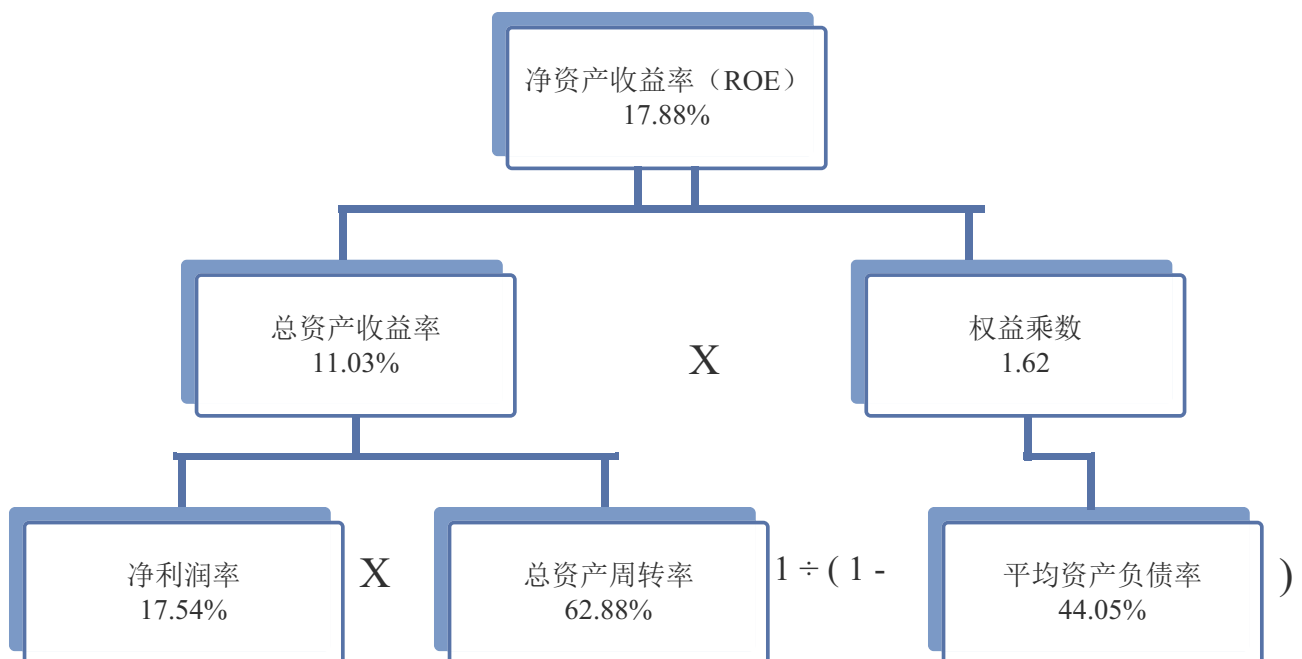 净资产收益率（ROE）
17.88%
总资产收益率
11.03%
X
权益乘数
1.62
净利润率
17.54%
X
总资产周转率
62.88%
1 ÷ ( 1 -
平均资产负债率
44.05%
)